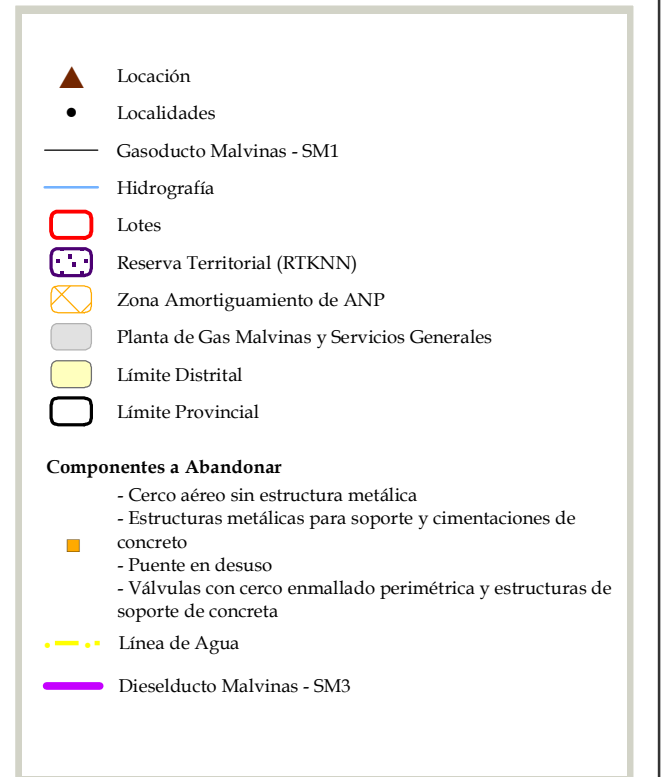 Locación
Localidades
Gasoducto Malvinas - SM1
Hidrografía
Lotes
Reserva Territorial (RTKNN)
Zona Amortiguamiento de ANP
Planta de Gas Malvinas y Servicios Generales
Límite Distrital
Límite Provincial
Componentes a Abandonar
- Cerco aéreo sin estructura metálica
- Estructuras metálicas para soporte y cimentaciones de
concreto
- Puente en desuso
- Válvulas con cerco enmallado perimétrica y estructuras de
soporte de concreta
Línea de Agua
Dieselducto Malvinas - SM3